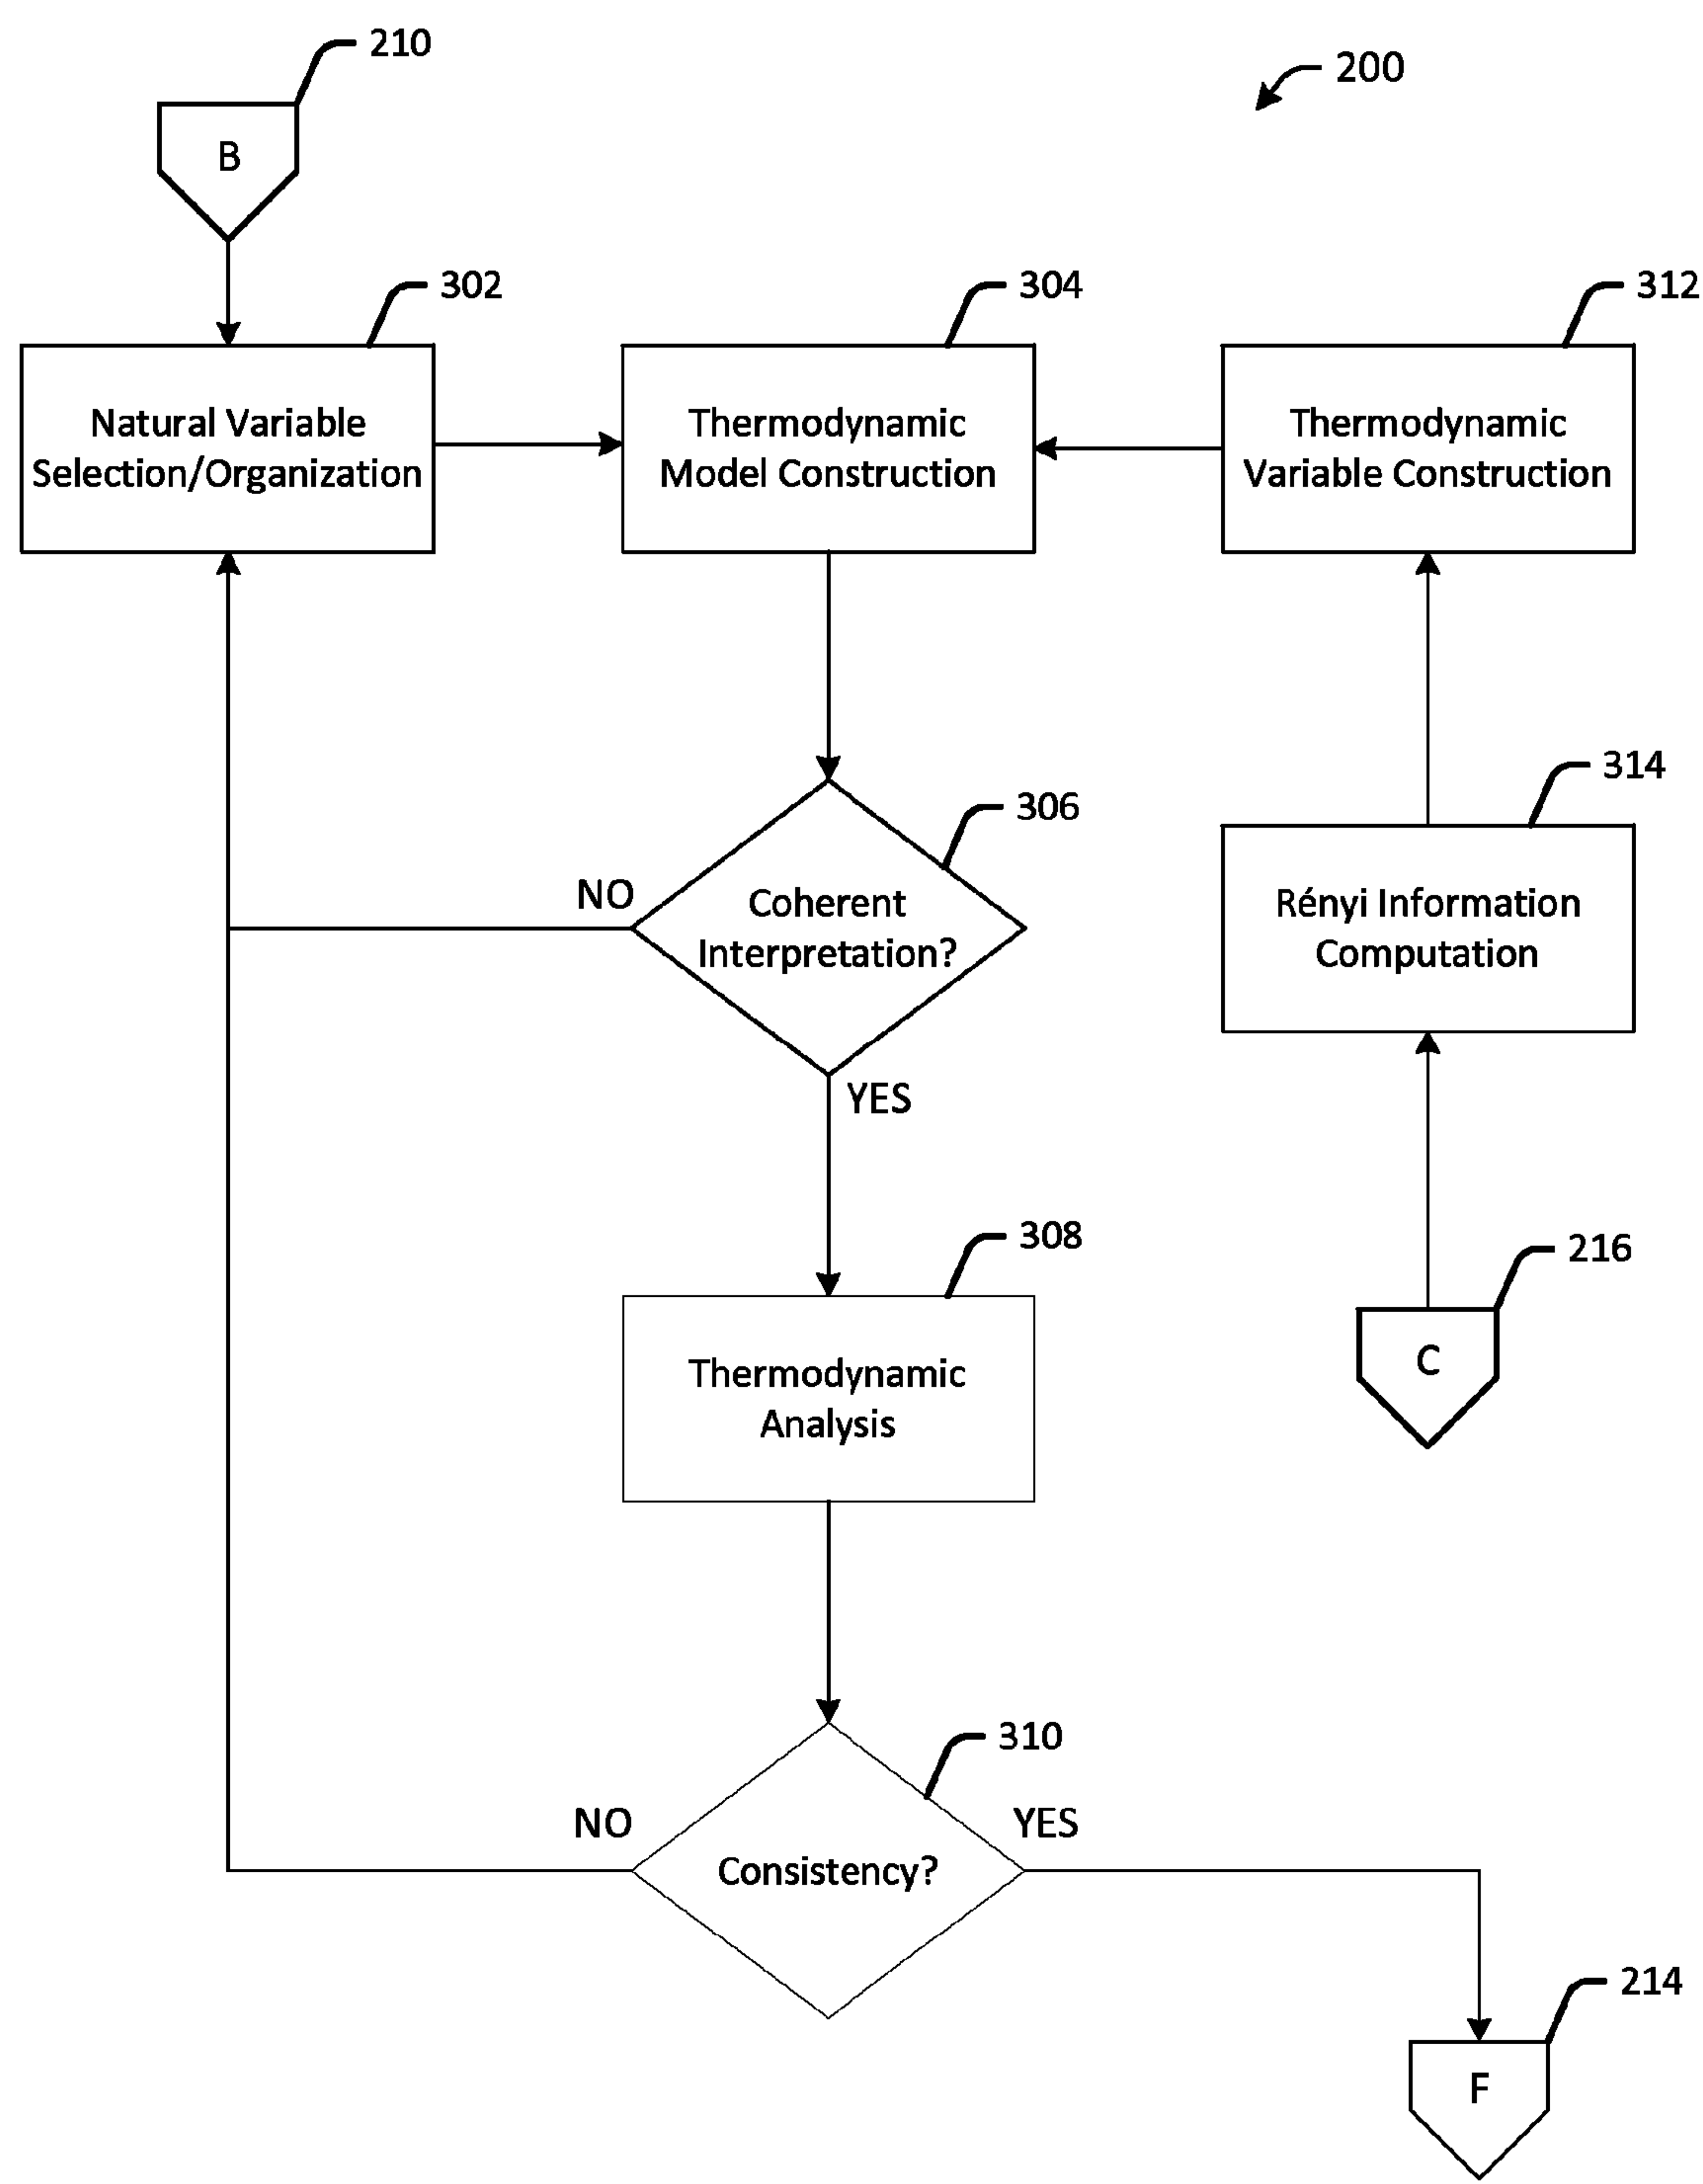 210
200
B
302
304
312
Natural Variable
Selection/Organization
Thermodynamic
Model Construction
Thermodynamic
Variable Construction
314
306
NO
Coherent
Interpretation?
Rényi Information
Computation
YES
308
216
Thermodynamic
Analysis
C
310
NO
YES
Consistency?
214
F